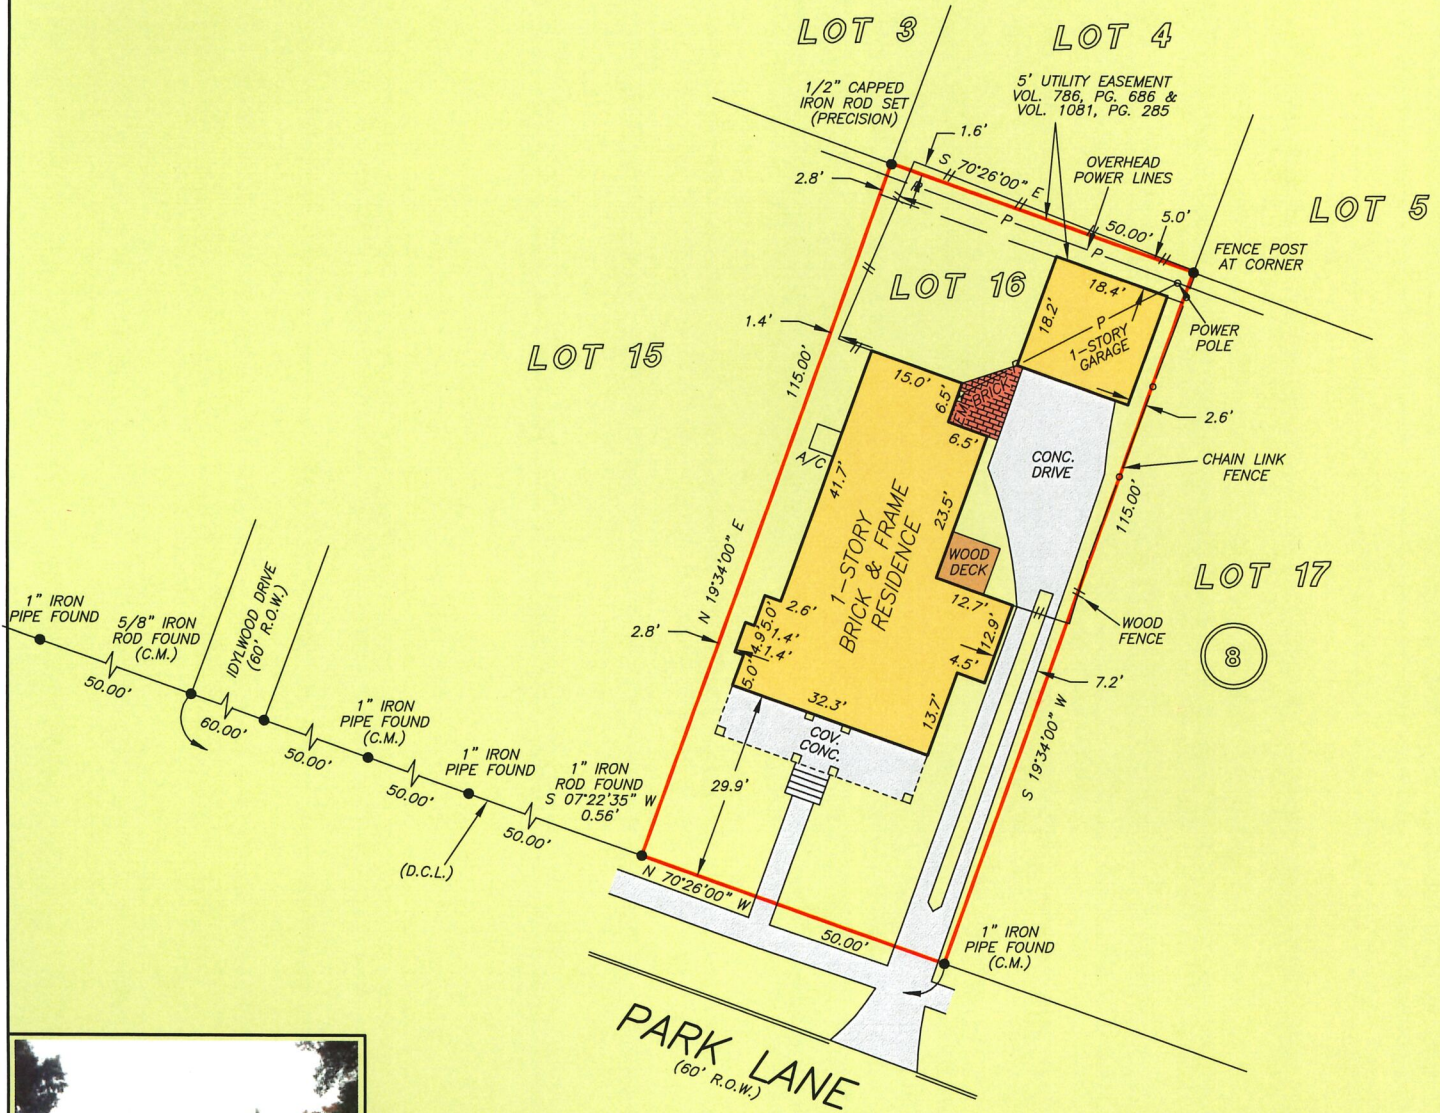 LOT 3
LOT 4
1/2" CAPPED
IRON ROD SET
(PRECISION)
5' UTILITY EASEMENT
VOL. 786, PG. 686 &
VOL. 1081, PG. 285
1.6'
S 70°26'00" E
OVERHEAD
POWER LINES
2.8'
50.00'
5.0'
LOT 5
FENCE POST
AT CORNER
P
P
P
LOT 16
18.4'
18.2'
P
1-STORY
GARAGE
POWER
POLE
1.4'
LOT 15
115.00'
15.0'
6.5'
BRICK
6.5'
2.6'
A/C
41.7'
CONC.
DRIVE
CHAIN LINK
FENCE
115.00'
23.5'
1-STORY
BRICK & FRAME
RESIDENCE
WOOD
DECK
N 19°34'00" E
LOT 17
8
12.7'
WOOD
FENCE
1" IRON
PIPE FOUND
5/8" IRON
ROD FOUND
(C.M.)
IDYLWOOD DRIVE
(60' R.O.W.)
2.8'
2.6'
5.0'
1.4'
4.9'
1.4'
5.0'
12.9'
4.5'
7.2'
50.00'
60.00'
50.00'
1" IRON
PIPE FOUND
(C.M.)
32.3'
13.7'
COV.
CONC.
S 19°34'00" W
1" IRON
PIPE FOUND
50.00'
1" IRON
ROD FOUND
S 07°22'35" W
0.56'
50.00'
29.9'
(D.C.L.)
N 70°26'00" W
50.00'
1" IRON
PIPE FOUND
(C.M.)
PARK LANE
(60' R.O.W.)